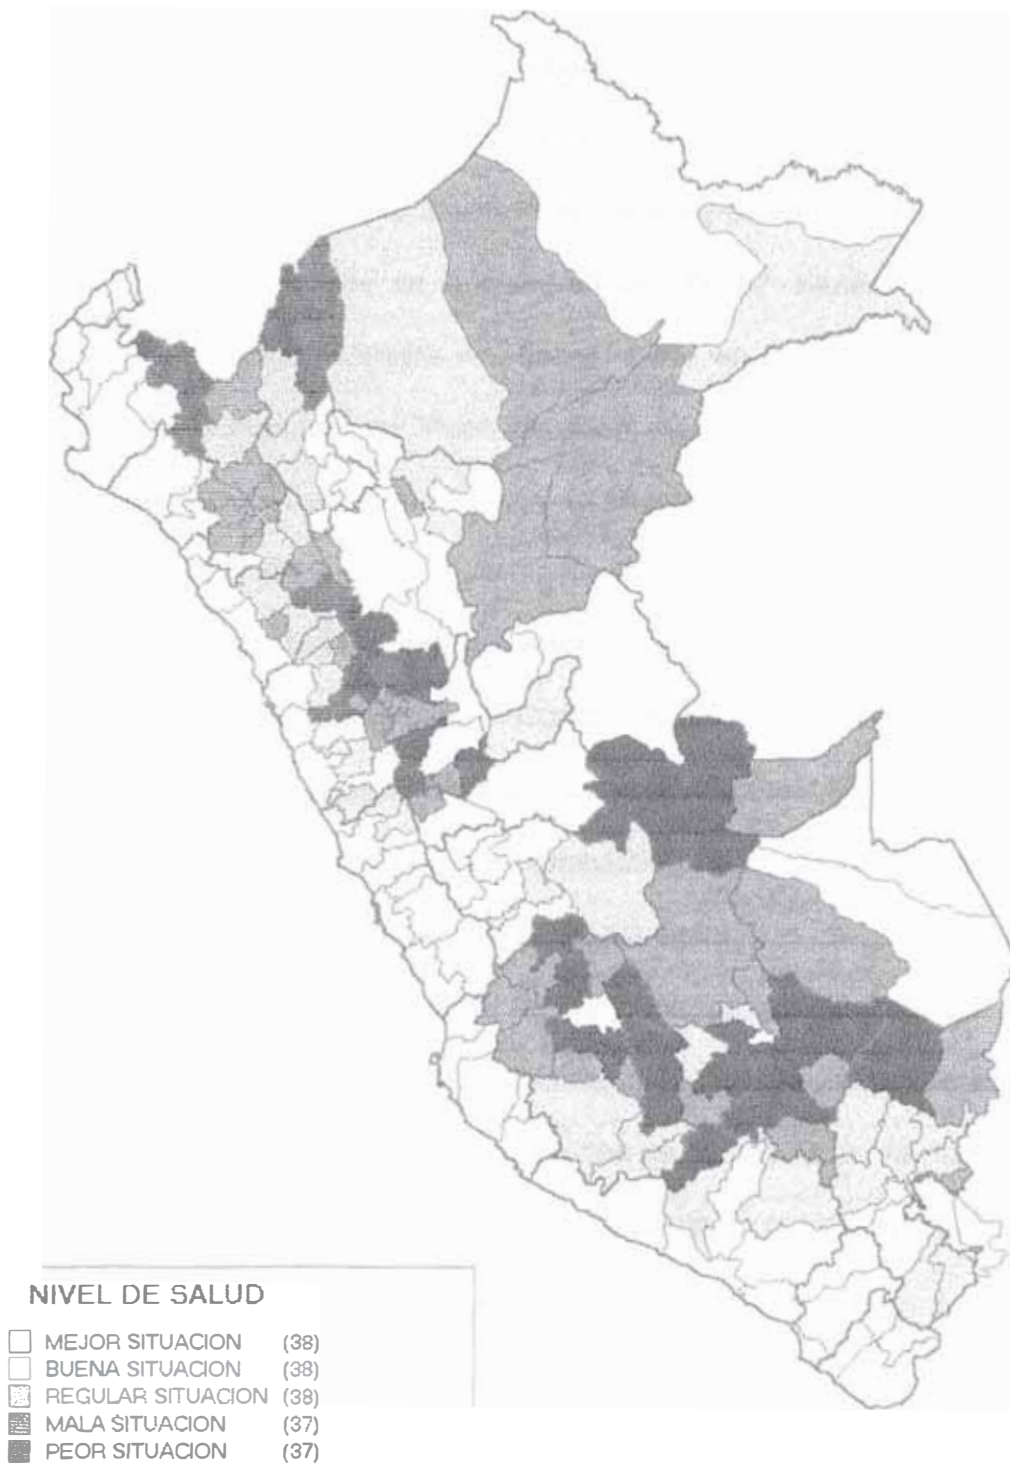 NIVEL DE SALUD
MEJOR SITUACION (38)
BUENA SITUACION (38)
REGULAR SITUACION (38)
MALA SITUACION (37)
PEOR SITUACION (37)